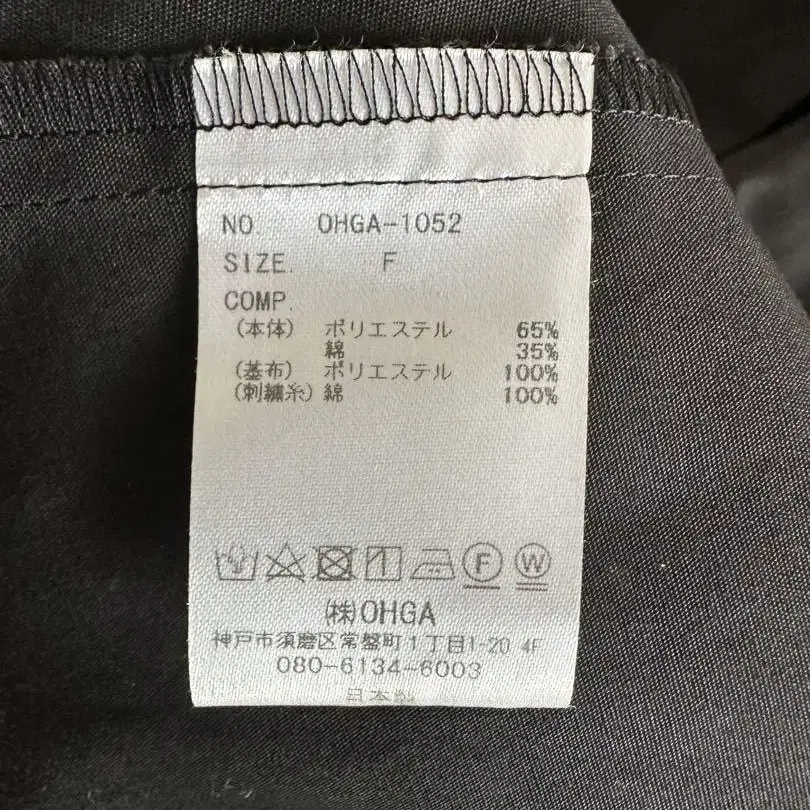 NO OHGA-1052
SIZE. F
COMP.
(本体) ポリエステル 65%
綿 35%
(基布) ポリエステル 100%
(刺繍糸) 綿 100%
F W
㈱OHGA
神戸市須磨区常盤町1丁目1-20 4F
080-6134-6003
日本製